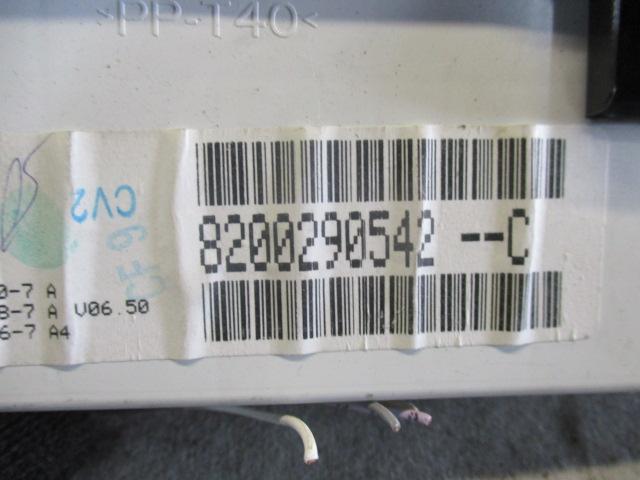 >PP-T40<
CV2
8200290542 --C
0-7 A
8-7 A V06.50
6-7 A4